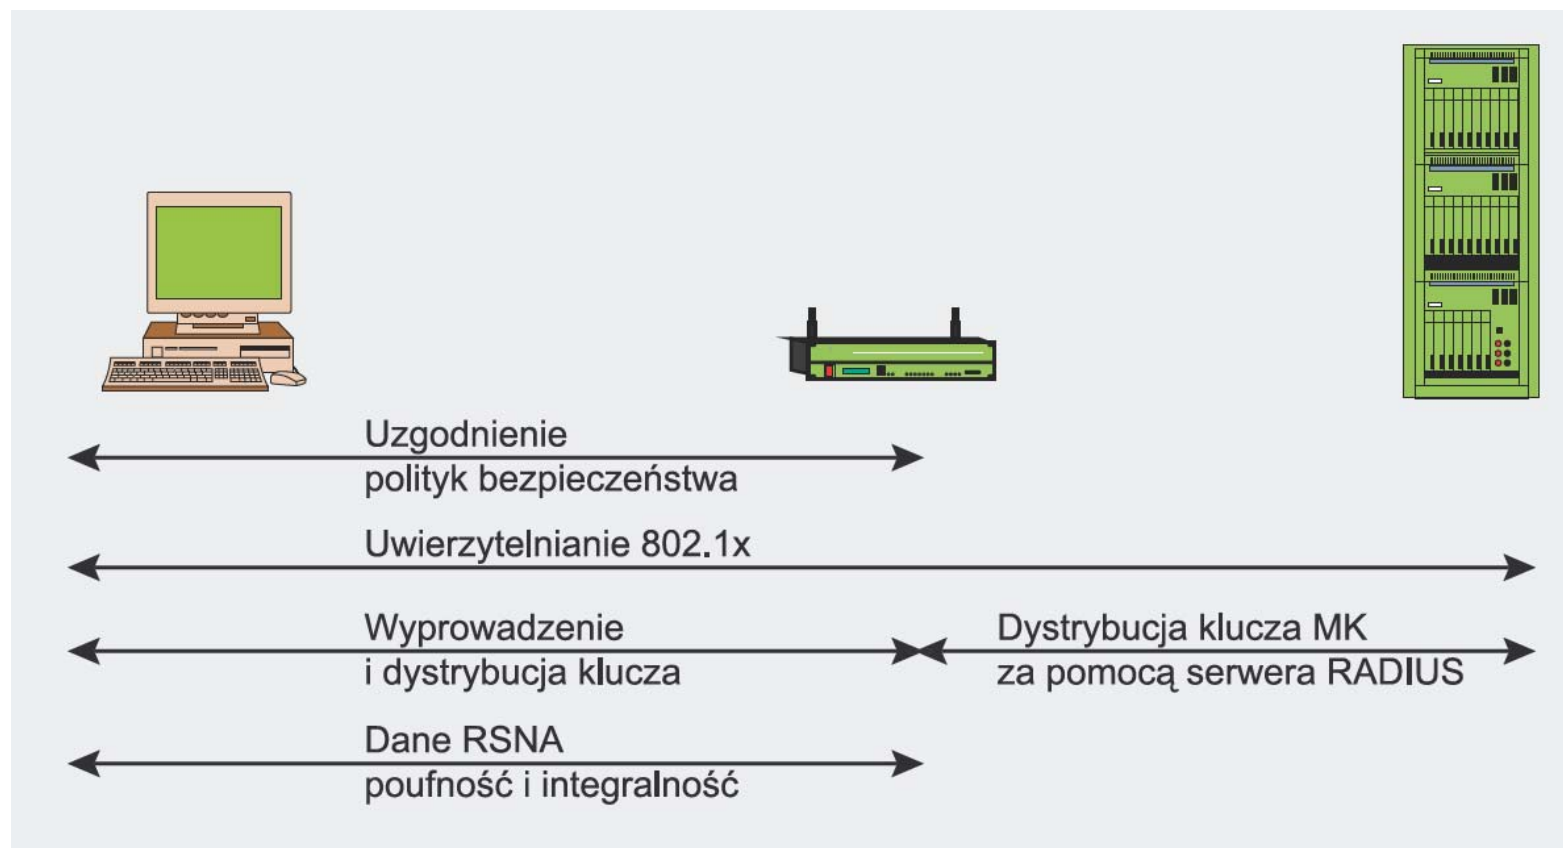 Uzgodnienie
polityk bezpieczeństwa
Uwierzytelnianie 802.1x
Wyprowadzenie
i dystrybucja klucza
Dystrybucja klucza MK
za pomocą serwera RADIUS
Dane RSNA
poufność i integralność